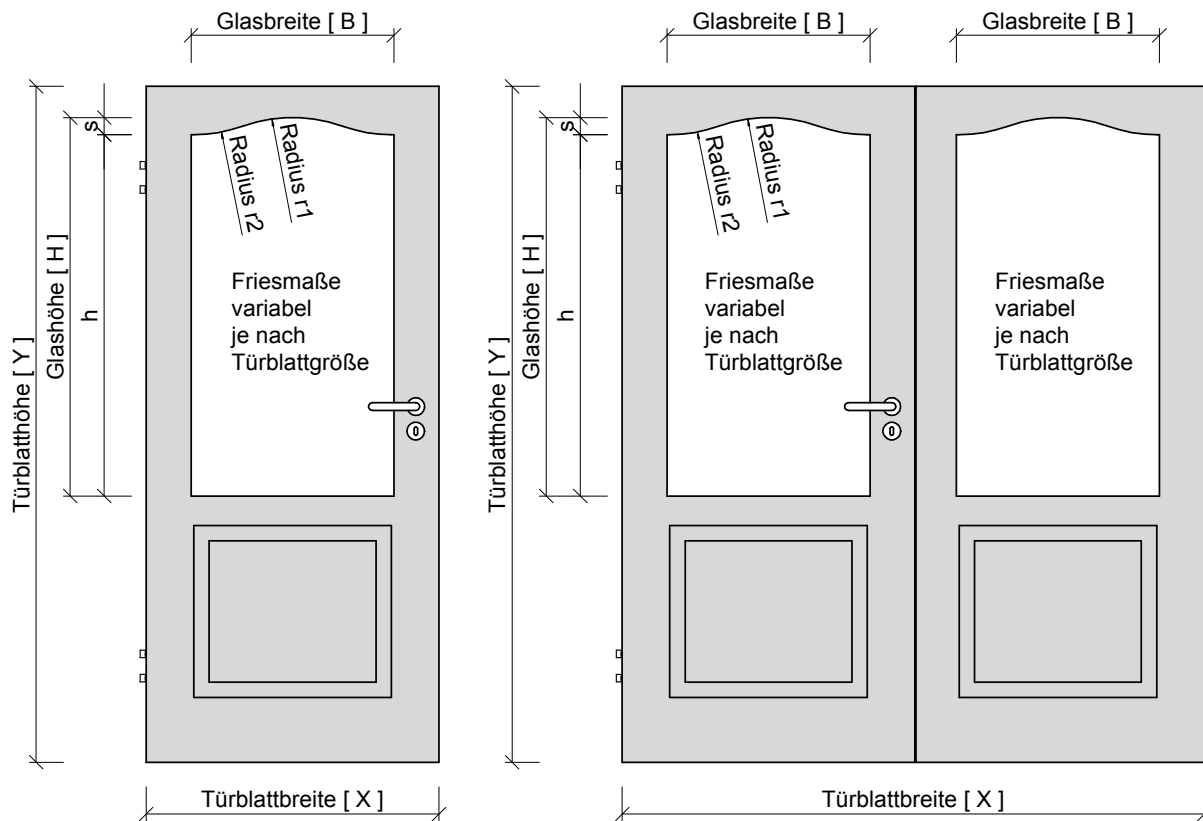 Glasbreite [ B ]
Glasbreite [ B ]
Glasbreite [ B ]
s
Radius r1
Radius r2
Glashöhe [ H ]
h
Türblatthöhe [ Y ]
Friesmaße
variabel
je nach
Türblattgröße
s
Radius r1
Radius r2
Glashöhe [ H ]
h
Türblatthöhe [ Y ]
Friesmaße
variabel
je nach
Türblattgröße
Friesmaße
variabel
je nach
Türblattgröße
Türblattbreite [ X ]
Türblattbreite [ X ]